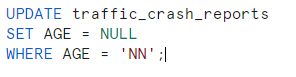 UPDATE traffic_crash_reports
SET AGE = NULL
WHERE AGE = 'NN';